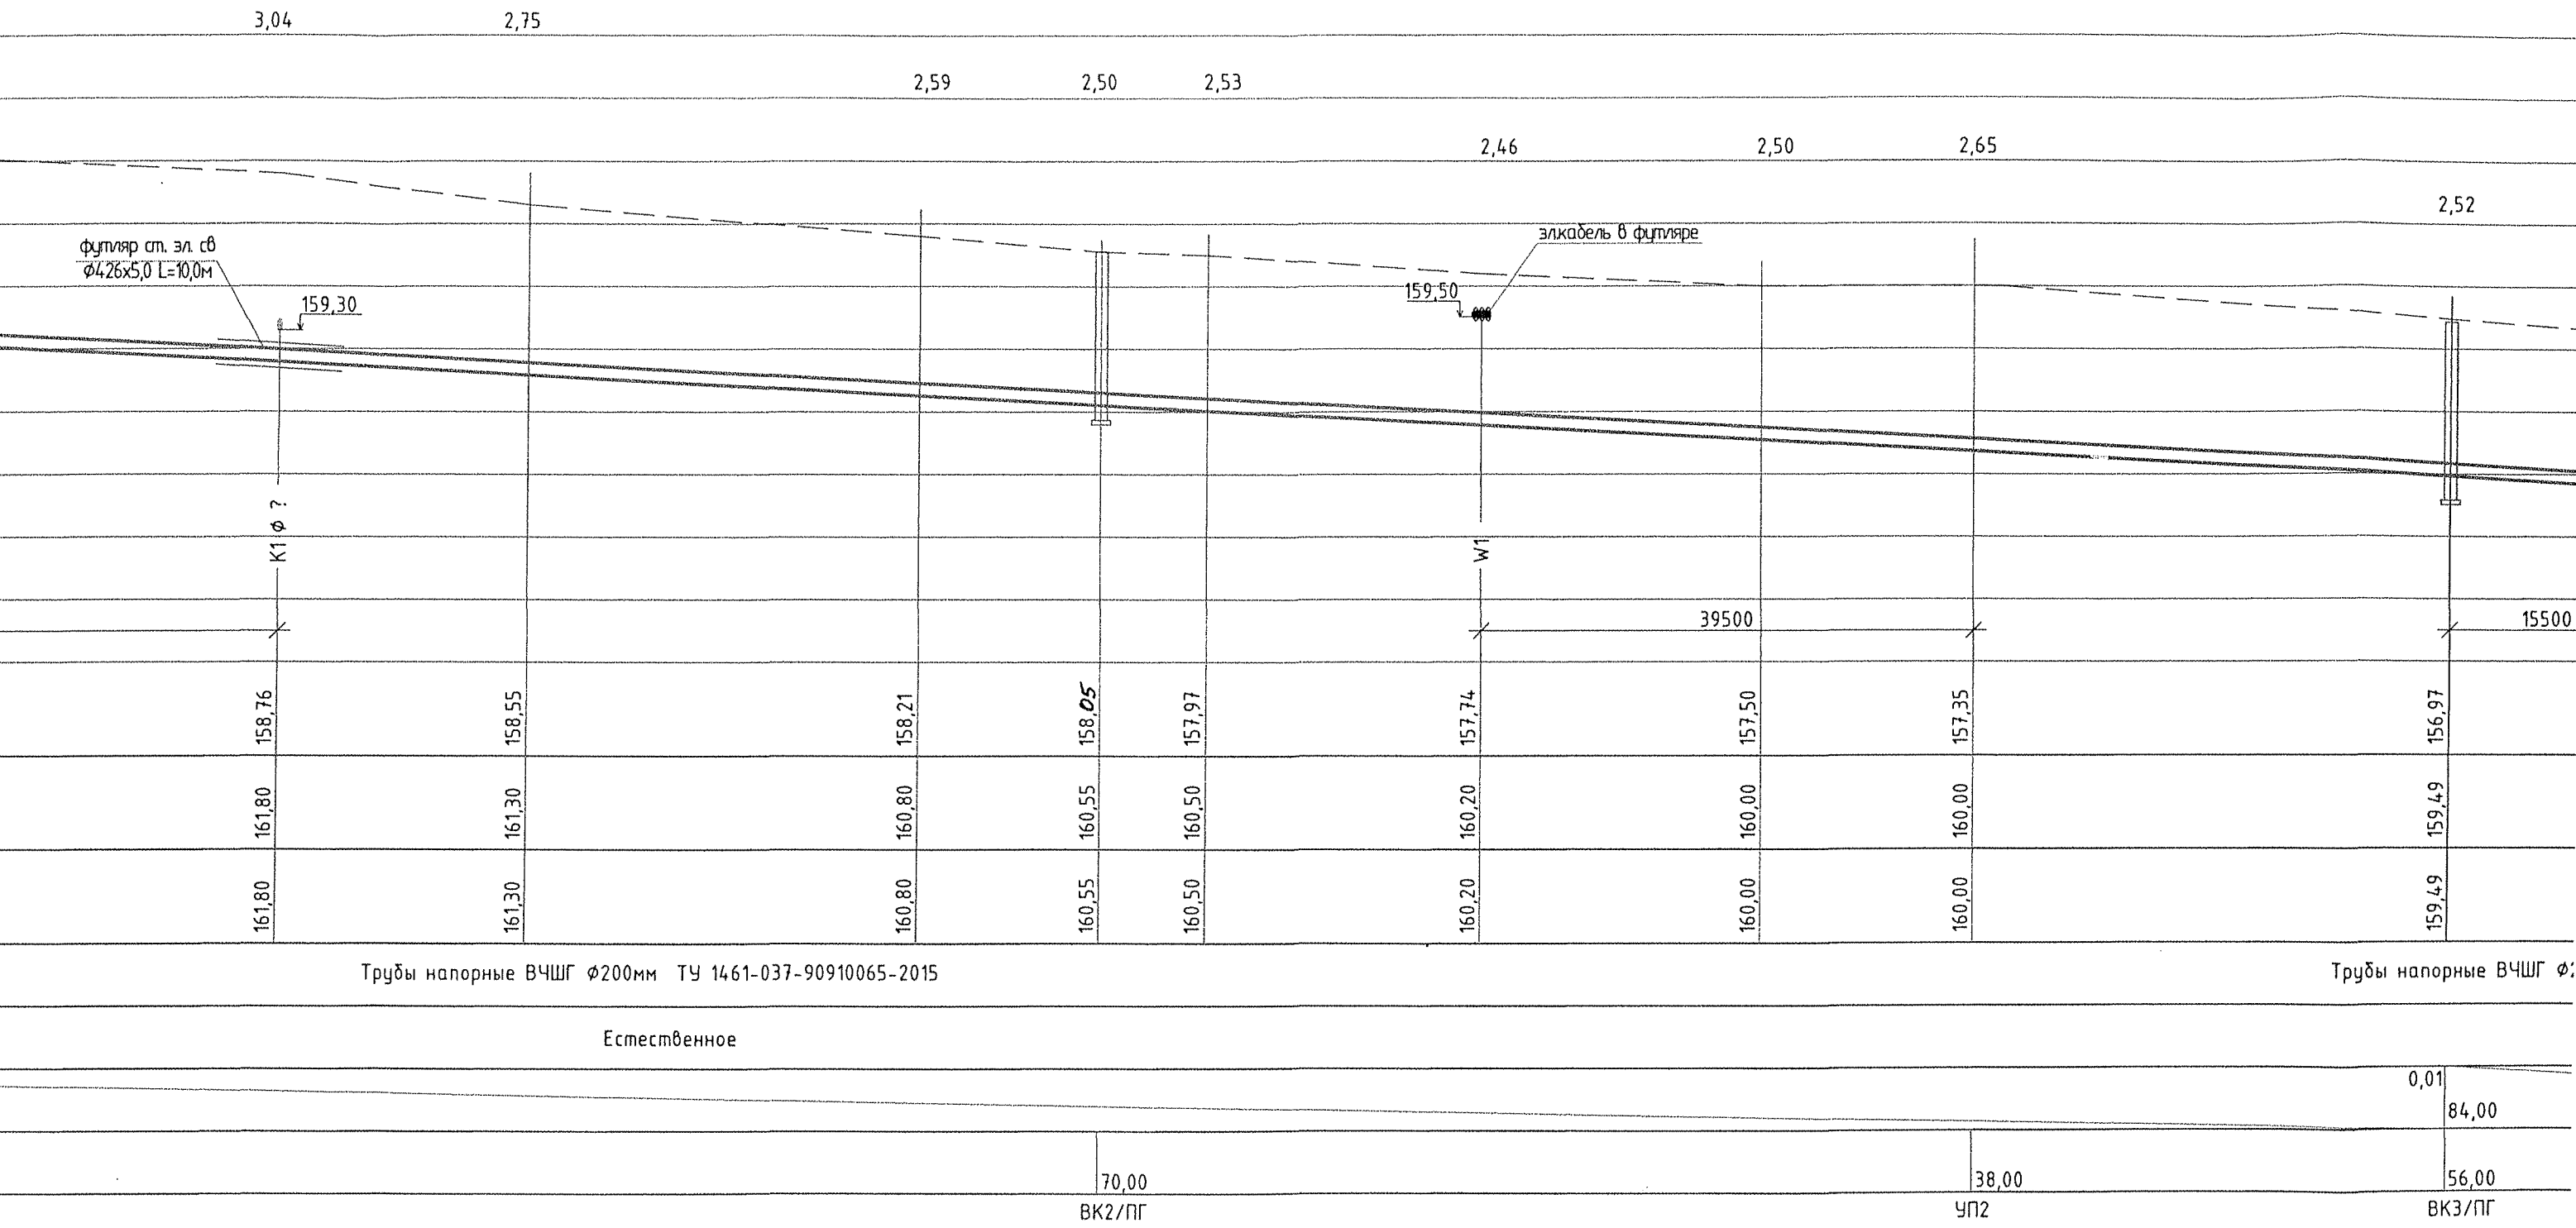 3,04 2,75
2,59 2,50 2,53
2,46 2,50 2,65
2,52
футляр ст. эл. св
ϕ426х5,0 L=10,0м
эл.кабель в футляре
159,30
159,50
К1 ϕ ?
W1
39500
15500
158,76 158,55 158,21 158,05 157,97 157,74 157,50 157,35 156,97
161,80 161,30 160,80 160,55 160,50 160,20 160,00 160,00 159,49
161,80 161,30 160,80 160,55 160,50 160,20 160,00 160,00 159,49
Трубы напорные ВЧШГ ϕ200мм ТУ 1461-037-90910065-2015
Трубы напорные ВЧШГ ϕ
Естественное
0,01
84,00
70,00 38,00 56,00
ВК2/ПГ УП2 ВК3/ПГ